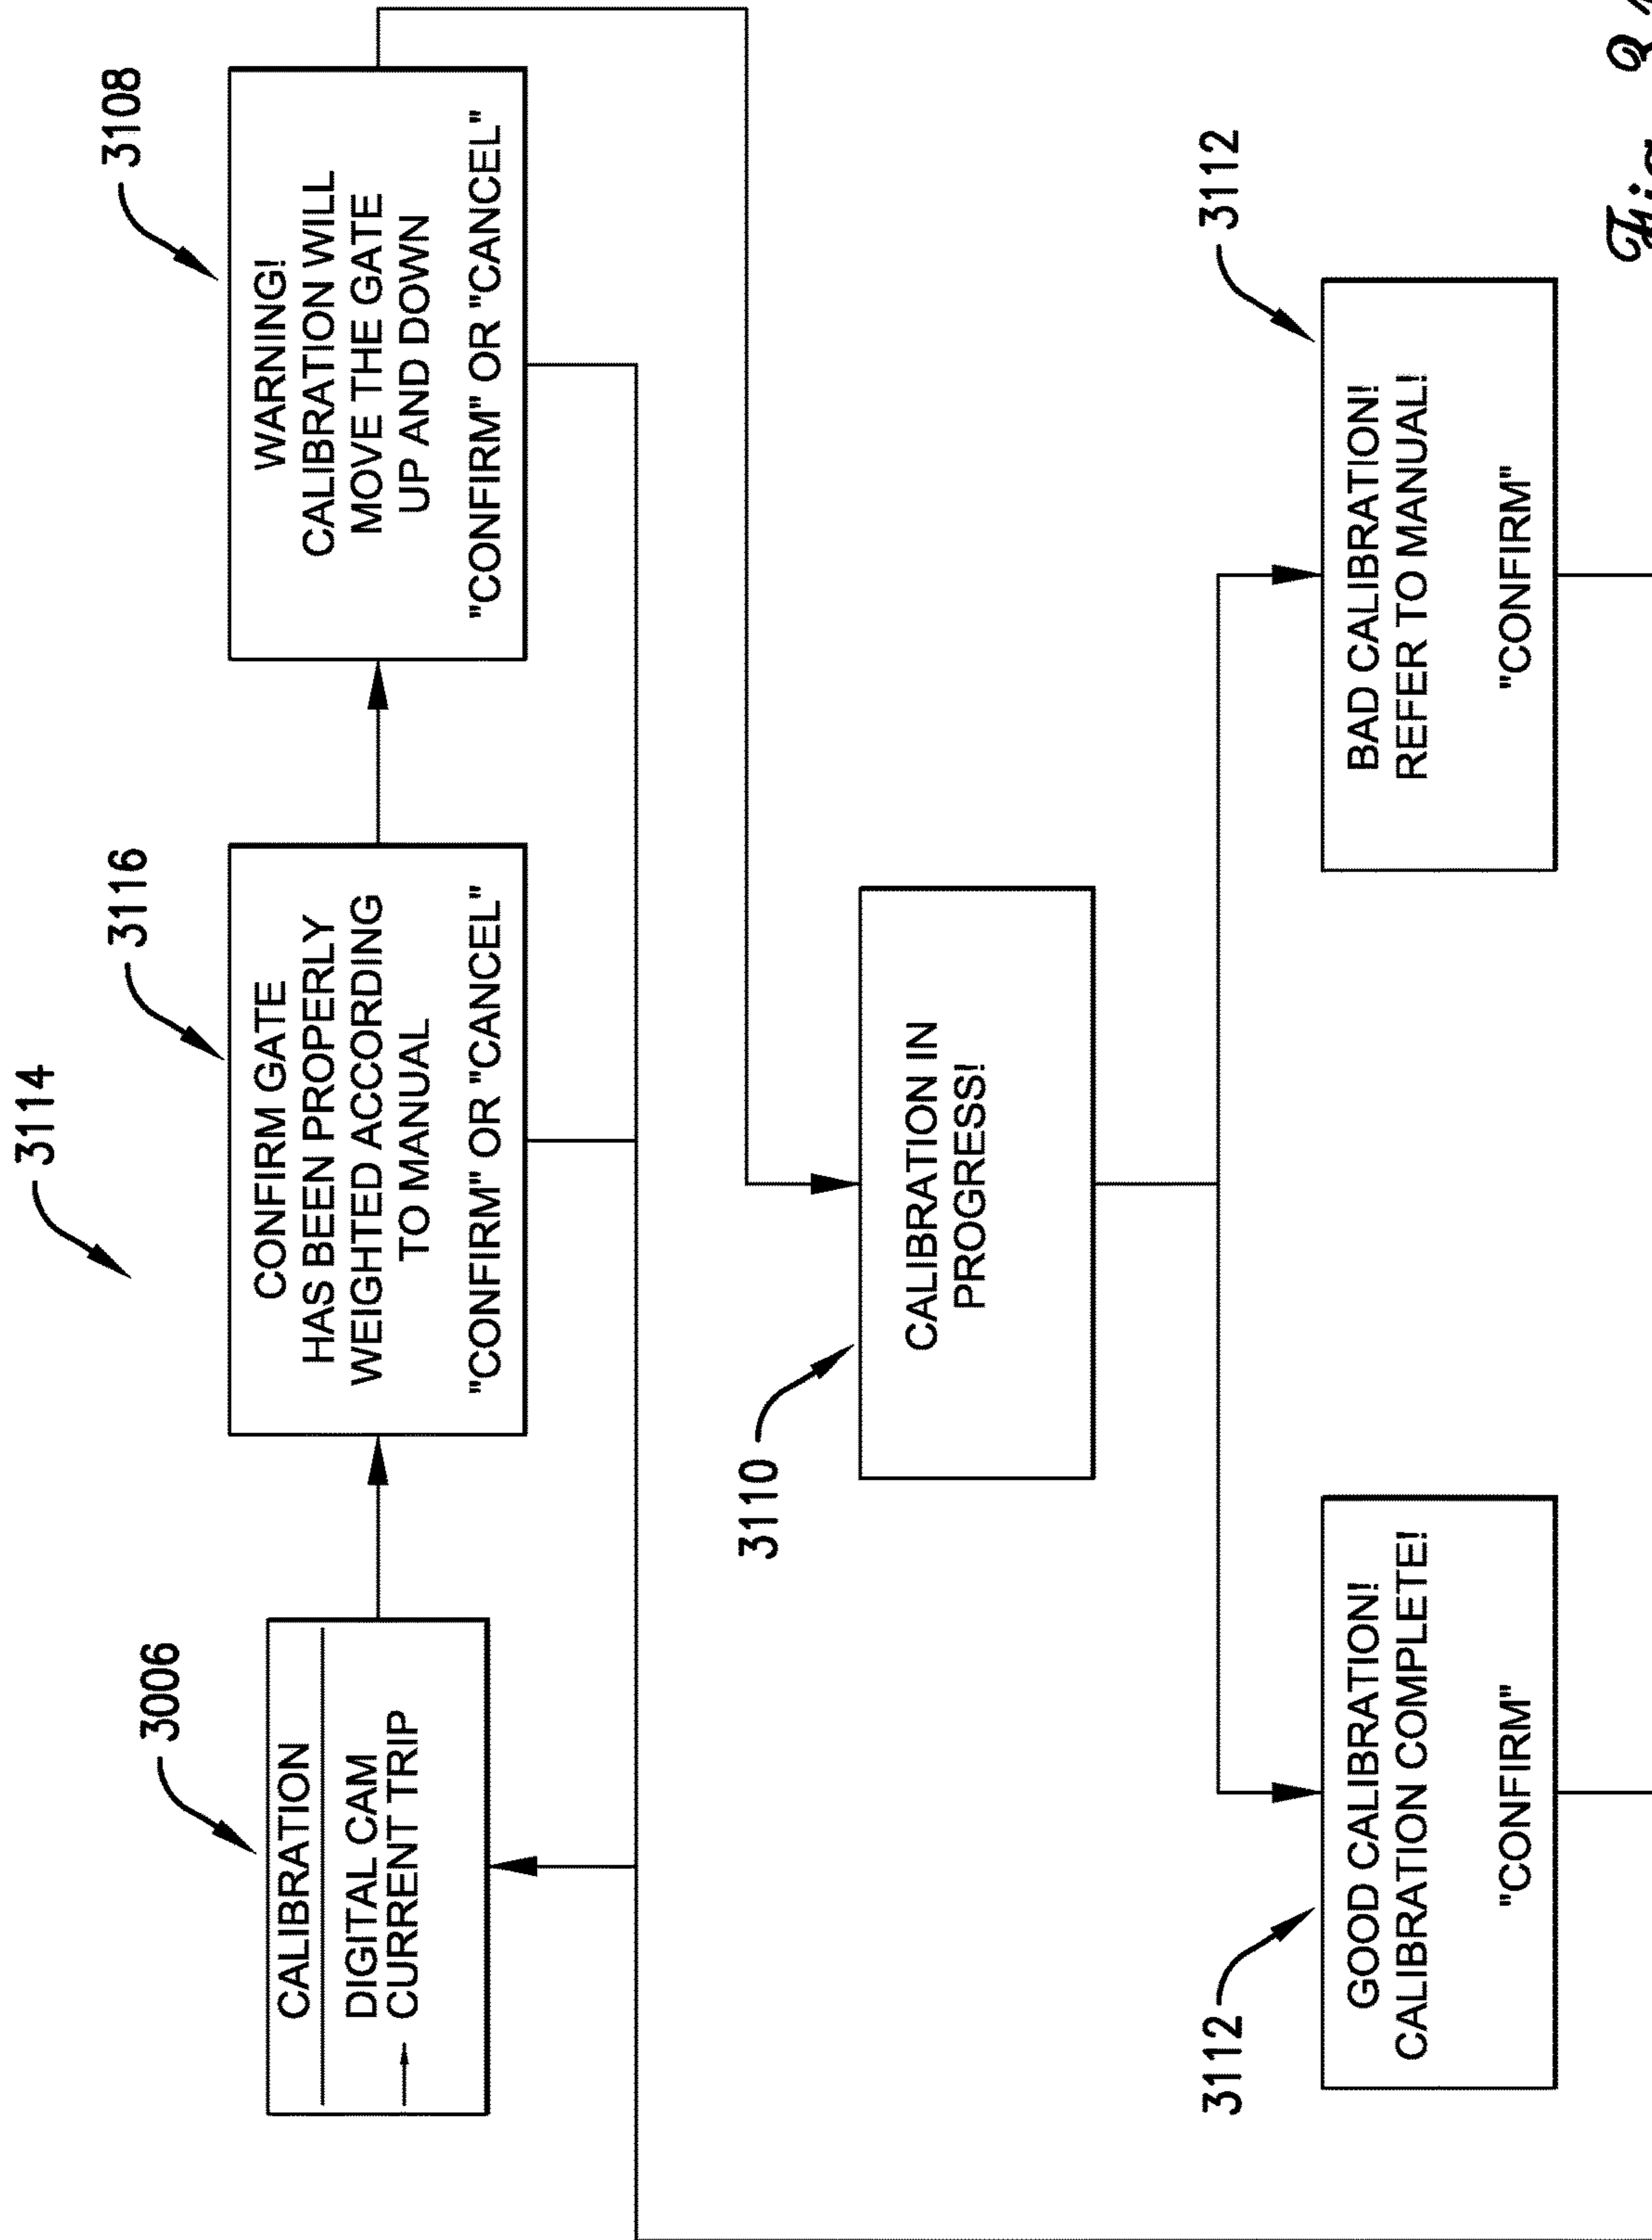 3114
3006
CALIBRATION
DIGITAL CAM
CURRENT TRIP
3116
CONFIRM GATE
HAS BEEN PROPERLY
WEIGHTED ACCORDING
TO MANUAL
"CONFIRM" OR "CANCEL"
3108
WARNING!
CALIBRATION WILL
MOVE THE GATE
UP AND DOWN
"CONFIRM" OR "CANCEL"
3110
CALIBRATION IN
PROGRESS!
3112
GOOD CALIBRATION!
CALIBRATION COMPLETE!
"CONFIRM"
3112
BAD CALIBRATION!
REFER TO MANUAL!
"CONFIRM"
Fig.